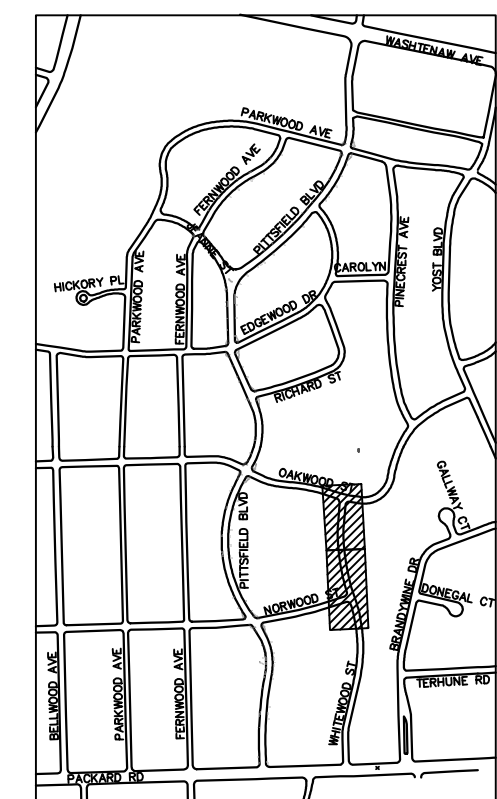 WASHTENAW AVE
PARKWOOD AVE
FERNWOOD AVE
PITTSFIELD BLVD
JEANNE ST
CAROLYN
PINECREST AVE
YOST BLVD
HICKORY PL
PARKWOOD AVE
FERNWOOD AVE
EDGEWOOD DR
RICHARD ST
OAKWOOD ST
GALLWAY CT
PITTSFIELD BLVD
BRANDYWINE DR
DONEGAL CT
NORWOOD ST
BELLWOOD AVE
PARKWOOD AVE
FERNWOOD AVE
WHITEWOOD ST
TERHUNE RD
PACKARD RD